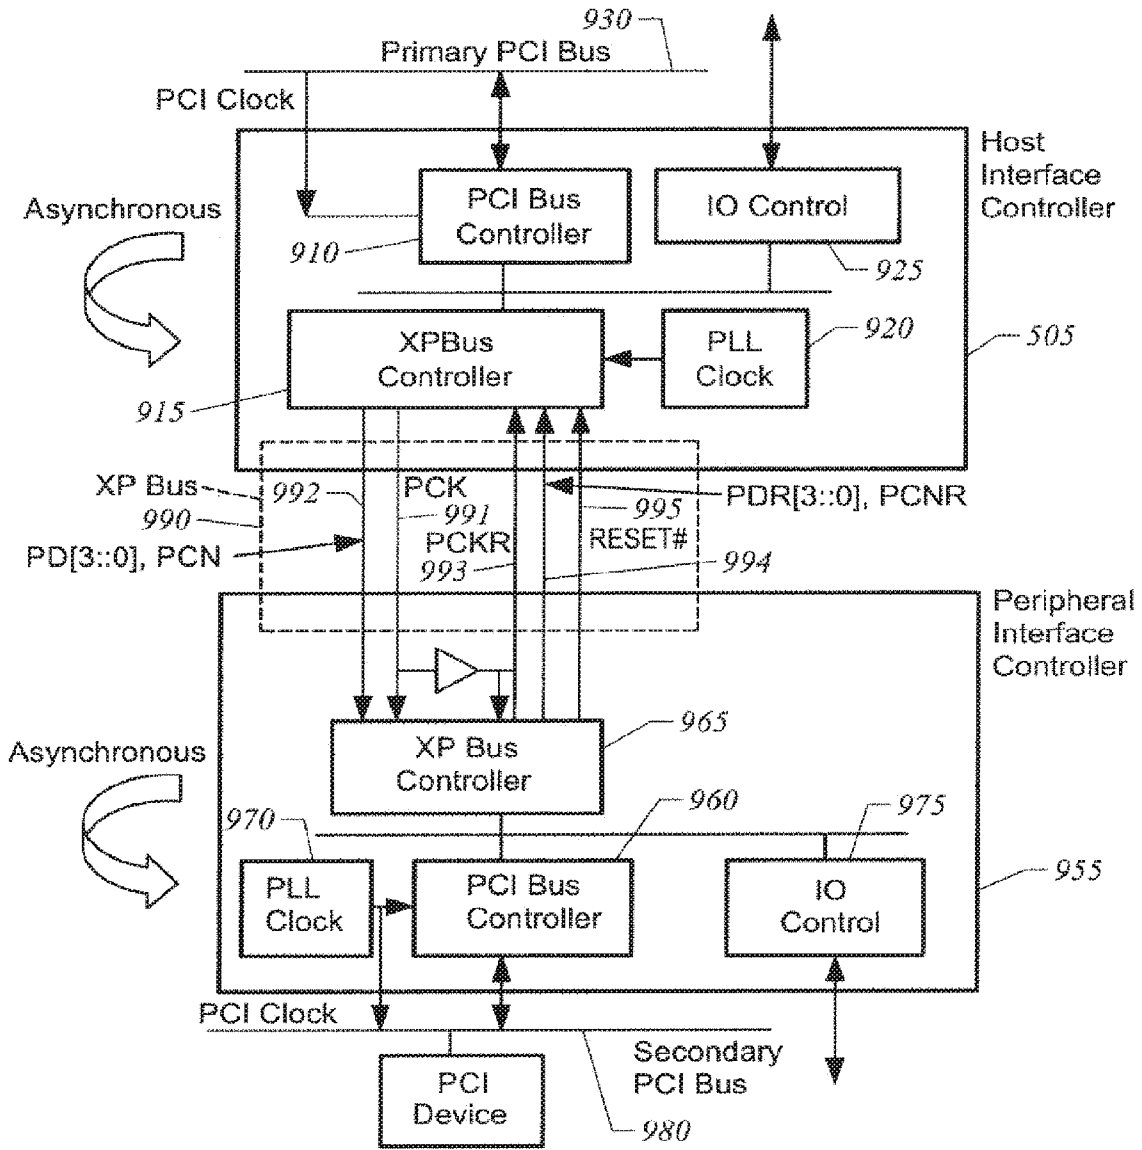 930
Primary PCI Bus
PCI Clock
Host
Interface
Controller
Asynchronous
PCI Bus
Controller
910
IO Control
925
XPBus
Controller
915
PLL
Clock
920
505
XP Bus
990
992
PCK
991
PDR[3::0], PCNR
995
PD[3::0], PCN
PCKR
993
RESET#
994
Peripheral
Interface
Controller
Asynchronous
XP Bus
Controller
965
970
960
975
PLL
Clock
PCI Bus
Controller
IO
Control
955
PCI Clock
Secondary
PCI Bus
PCI
Device
980